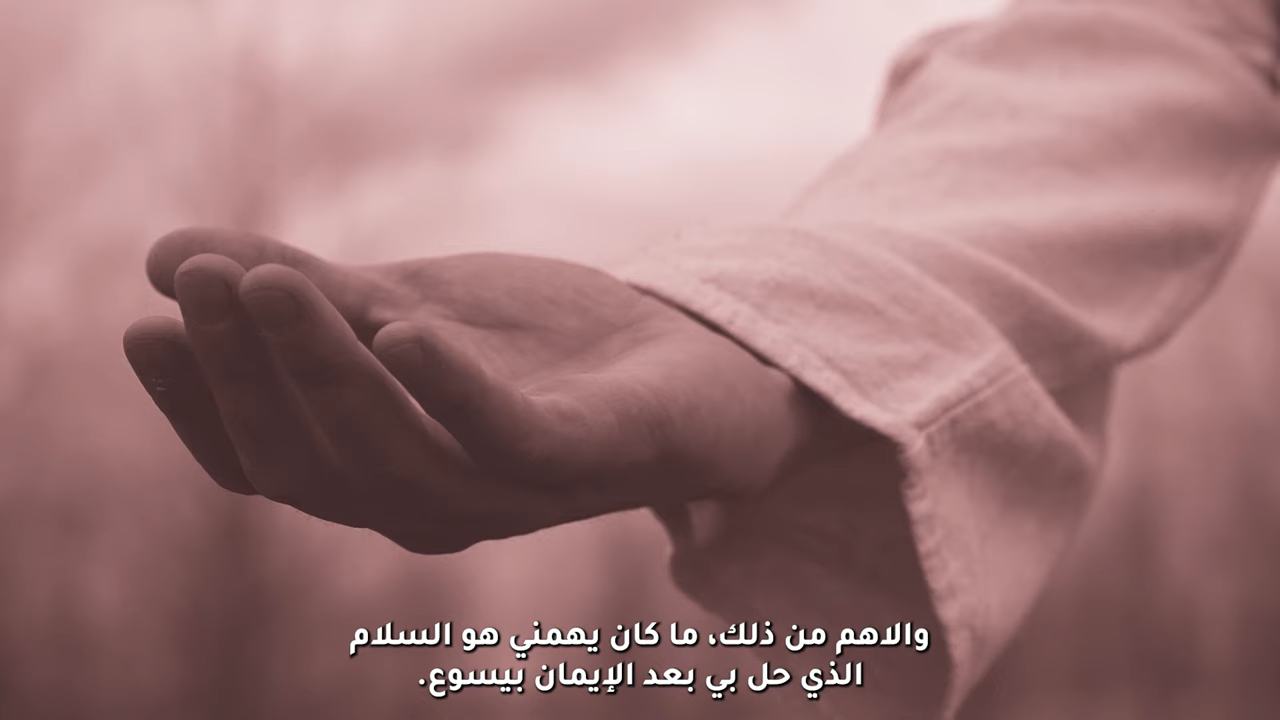 والاهم من ذلك، ما كان يهمني هو السلام
الذي حل بي بعد الإيمان بيسوع.